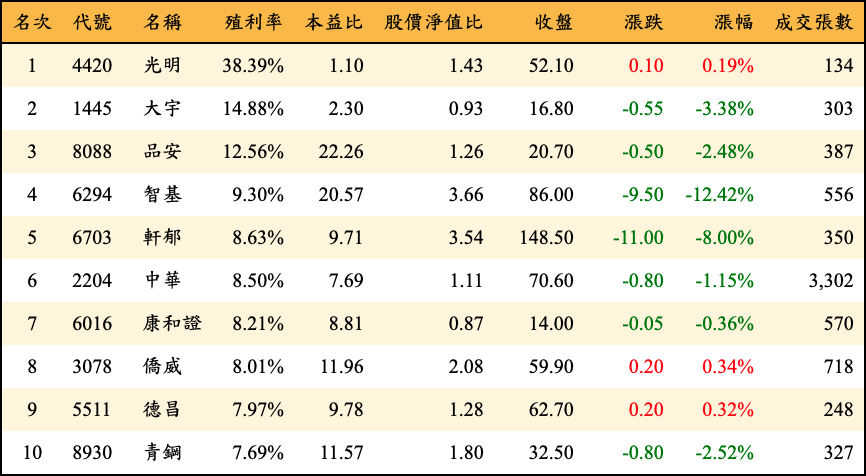 名次 代號 名稱 殖利率 本益比 股價淨值比 收盤 漲跌 漲幅 成交張數
1 4420 光明 38.39% 1.10 1.43 52.10 0.10 0.19% 134
2 1445 大宇 14.88% 2.30 0.93 16.80 -0.55 -3.38% 303
3 8088 品安 12.56% 22.26 1.26 20.70 -0.50 -2.48% 387
4 6294 智基 9.30% 20.57 3.66 86.00 -9.50 -12.42% 556
5 6703 軒郁 8.63% 9.71 3.54 148.50 -11.00 -8.00% 350
6 2204 中華 8.50% 7.69 1.11 70.60 -0.80 -1.15% 3,302
7 6016 康和證 8.21% 8.81 0.87 14.00 -0.05 -0.36% 570
8 3078 僑威 8.01% 11.96 2.08 59.90 0.20 0.34% 718
9 5511 德昌 7.97% 9.78 1.28 62.70 0.20 0.32% 248
10 8930 青鋼 7.69% 11.57 1.80 32.50 -0.80 -2.52% 327